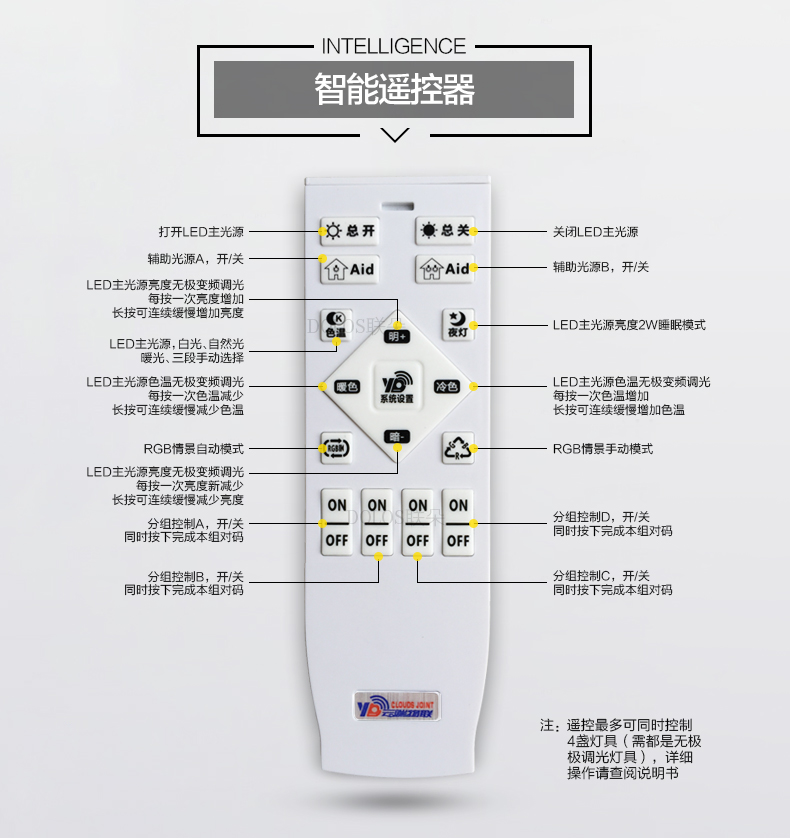 INTELLIGENCE
智能遥控器
打开LED主光源
辅助光源A，开/关
LED主光源亮度无极变频调光
每按一次亮度增加
长按可连续缓慢增加亮度
LED主光源，白光、自然光
暖光、三段手动选择
LED主光源色温无极变频调光
每按一次色温减少
长按可连续缓慢减少色温
RGB情景自动模式
LED主光源亮度无极变频调光
每按一次亮度新减少
长按可连续缓慢减少亮度
分组控制A，开/关
同时按下完成本组对码
分组控制B，开/关
同时按下完成本组对码
总开
总关
Aid
Aid
DOLOS联朵
K
色温
明+
夜灯
暖色
YD
系统设置
冷色
暗-
RGB
R
ON
ON
ON
ON
DOLOS联朵
OFF
OFF
OFF
OFF
YD
CLOUDS JOINT
关闭LED主光源
辅助光源B，开/关
LED主光源亮度2W睡眠模式
LED主光源色温无极变频调光
每按一次色温增加
长按可连续缓慢增加色温
RGB情景手动模式
分组控制D，开/关
同时按下完成本组对码
分组控制C，开/关
同时按下完成本组对码
注：遥控最多可同时控制
4盏灯具（需都是无极
极调光灯具），详细
操作请查阅说明书